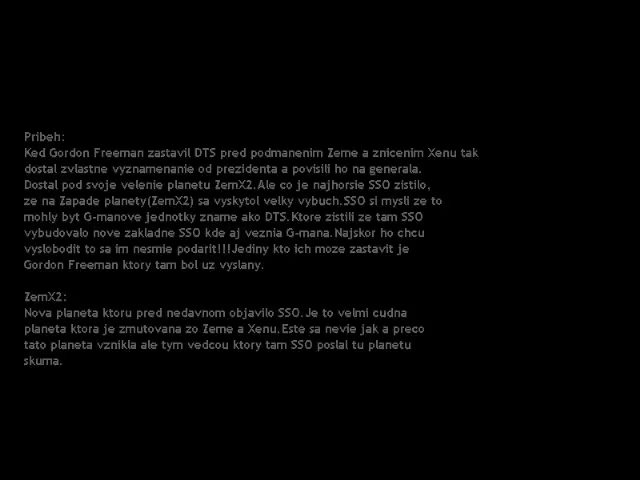 Pribeh:
Ked Gordon Freeman zastavil DTS pred podmanenim Zeme a znicenim Xenu tak
dostal zvlastne vyznamenanie od prezidenta a povisili ho na generala.
Dostal pod svoje velenie planetu ZemX2.Ale co je najhorsie SSO zistilo,
ze na Zapade planety(ZemX2) sa vyskytol velky vybuch.SSO si mysli ze to
mohly byt G-manove jednotky zname ako DTS.Ktore zistili ze tam SSO
vybudovalo nove zakladne SSO kde aj veznia G-mana.Najskor ho chcu
vyslobodit to sa im nesmie podarit!!!Jediny kto ich moze zastavit je
Gordon Freeman ktory tam bol uz vyslany.
ZemX2:
Nova planeta ktoru pred nedavnom objavilo SSO.Je to velmi cudna
planeta ktora je zmutovana zo Zeme a Xenu.Este sa nevie jak a preco
tato planeta vznikla ale tym vedcou ktory tam SSO poslal tu planetu
skuma.